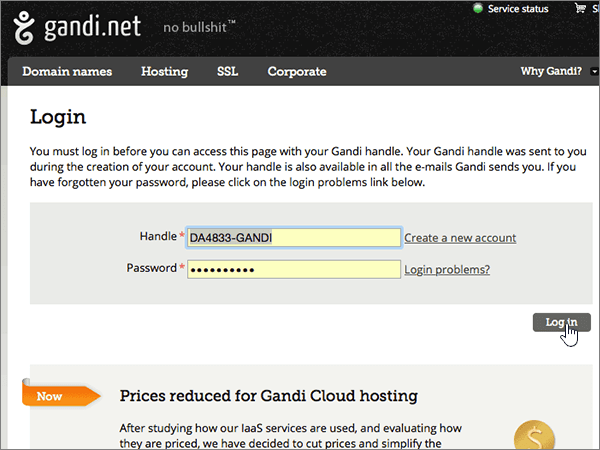 gandi.net no bullshit™
Service status
Domain names Hosting SSL Corporate Why Gandi?
Login
You must log in before you can access this page with your Gandi handle. Your Gandi handle was sent to you
during the creation of your account. Your handle is also available in all the e-mails Gandi sends you. If you
have forgotten your password, please click on the login problems link below.
Handle * DA4833-GANDI Create a new account
Password * •••••••••• Login problems?
Log in
Now
Prices reduced for Gandi Cloud hosting
After studying how our IaaS services are used, and evaluating how
they are priced, we have decided to cut prices and simplify the